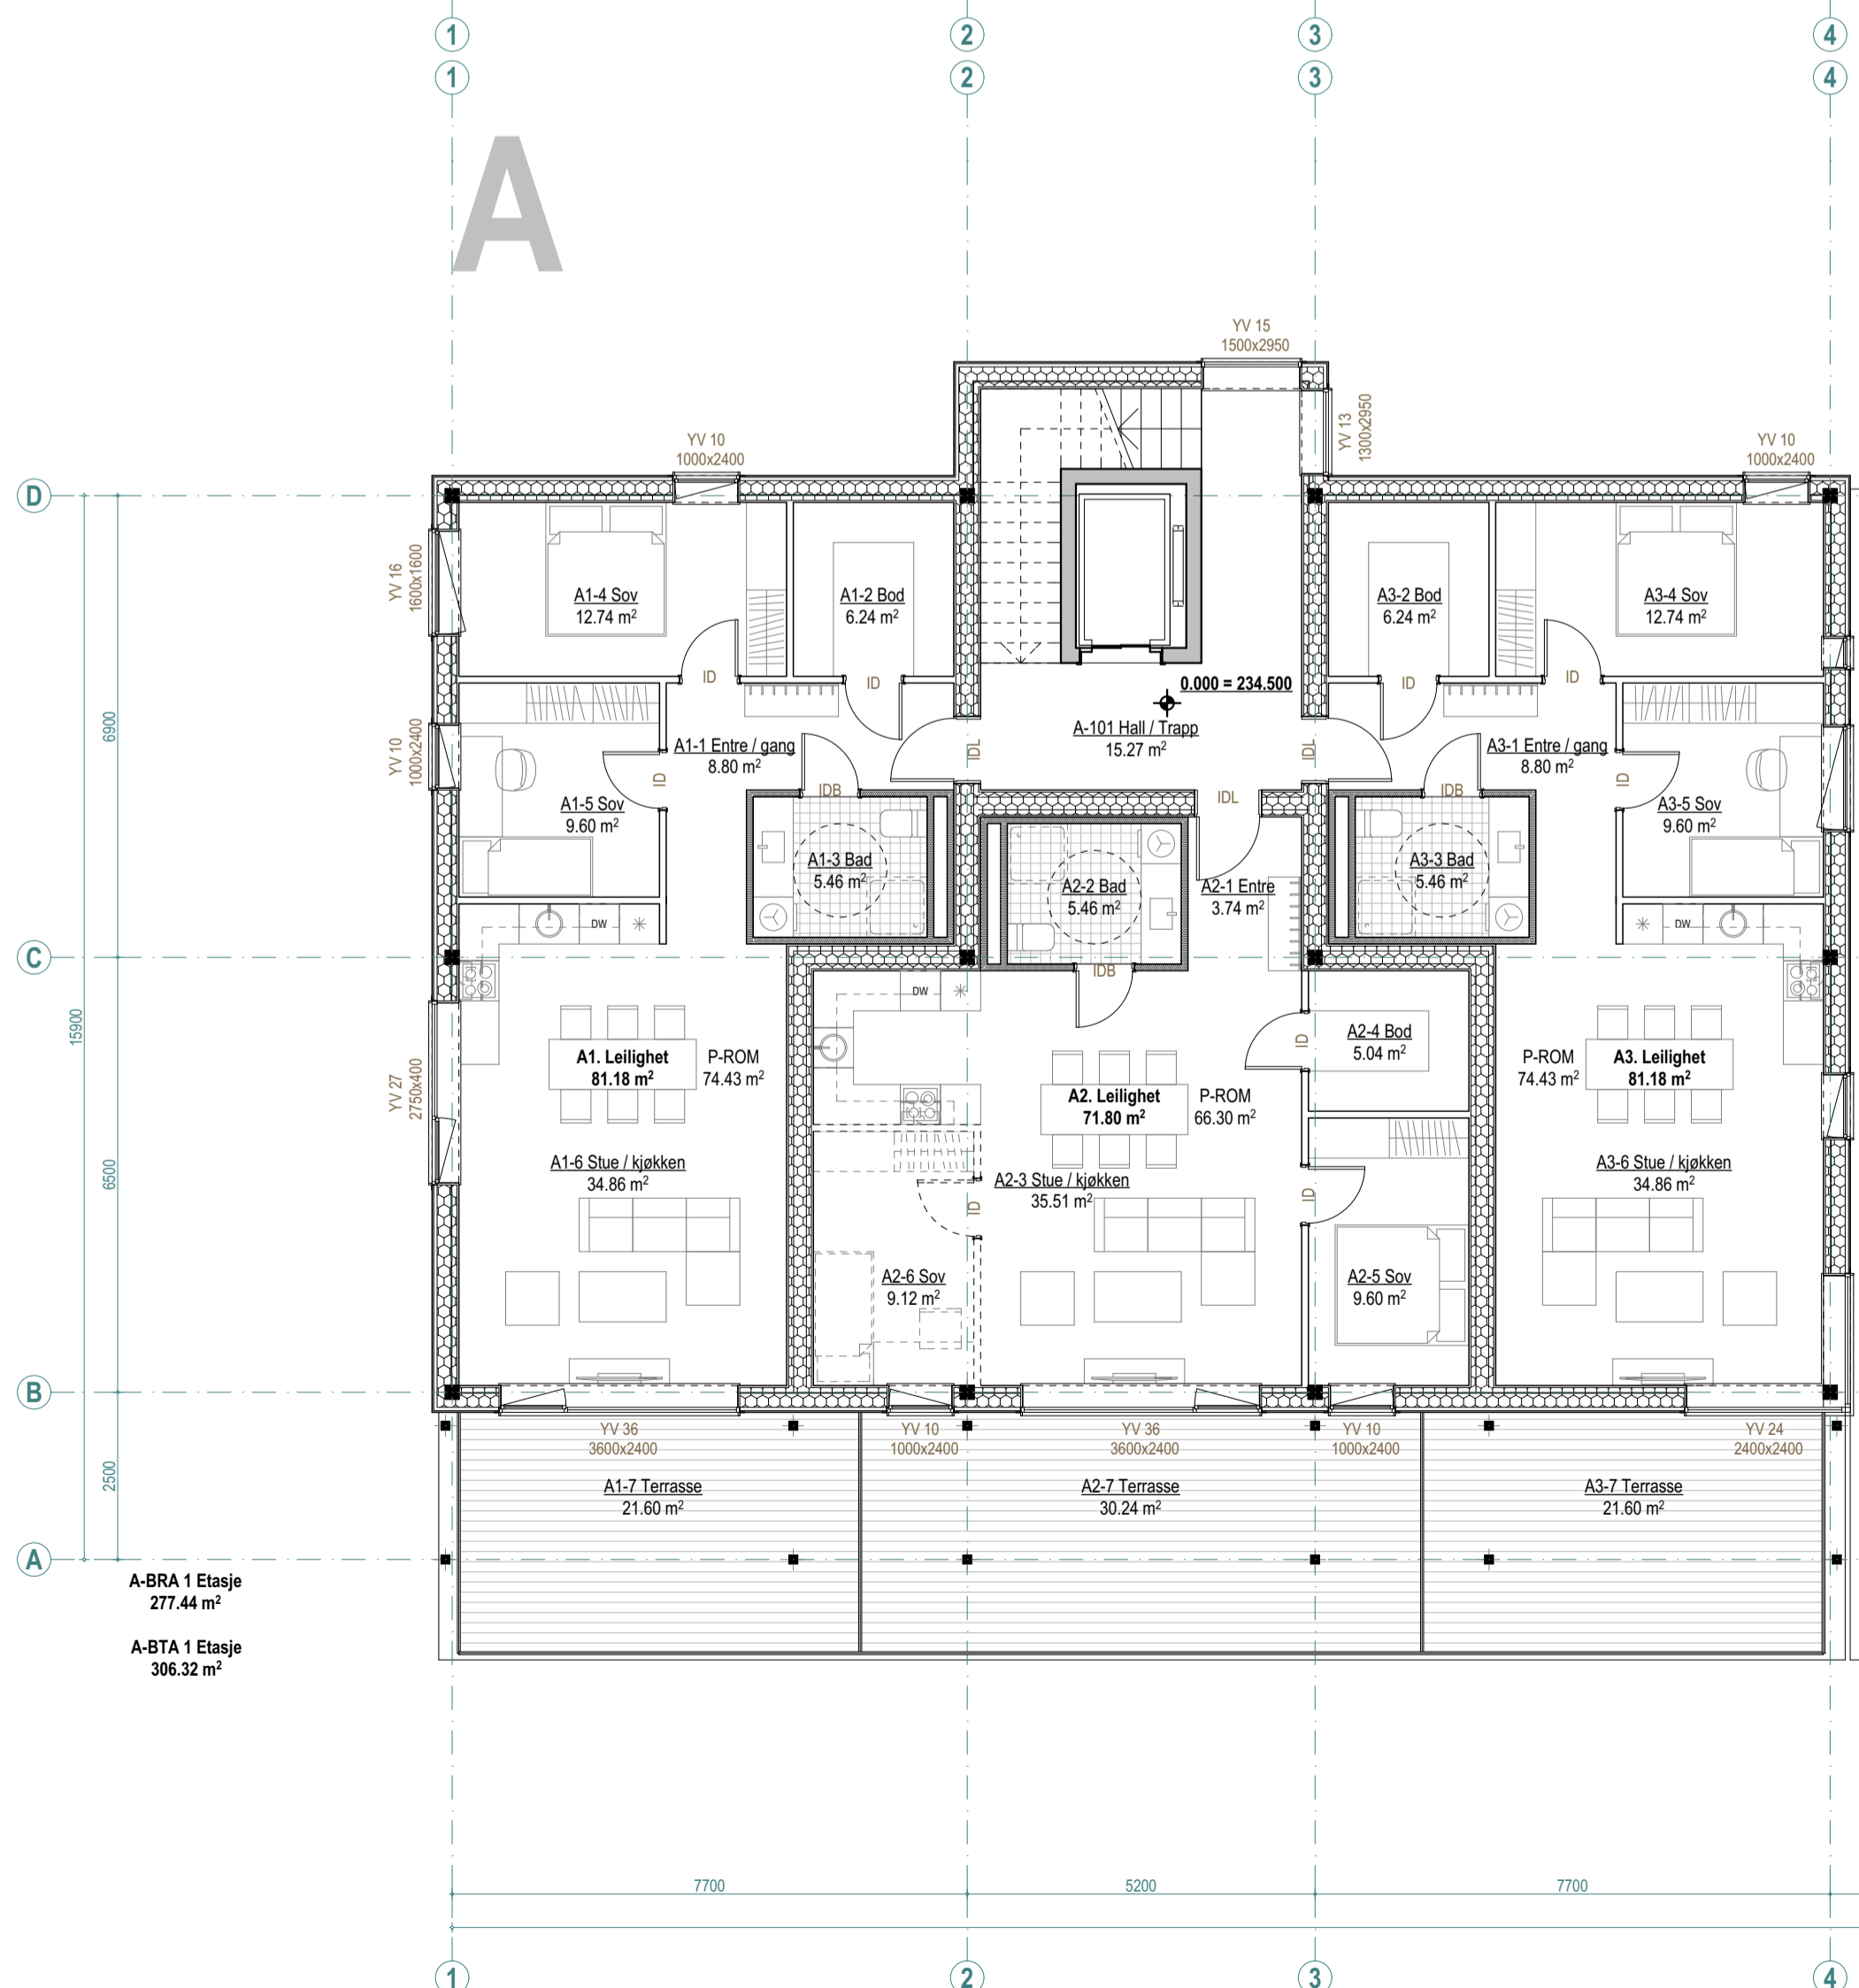 1 2 3 4
1 2 3 4
A
YV 15
1500x2950
YV 13
1300x2950
YV 10
1000x2400
YV 10
1000x2400
D
YV 16
1600x1600
A1-4 Sov
12.74 m²
A1-2 Bod
6.24 m²
A3-2 Bod
6.24 m²
A3-4 Sov
12.74 m²
ID
ID
ID
ID
0.000 = 234.500
A-101 Hall / Trapp
15.27 m²
6900
YV 10
1000x2400
A1-1 Entre / gang
8.80 m²
IDL
IDL
A3-1 Entre / gang
8.80 m²
ID
ID
A1-5 Sov
9.60 m²
IDB
IDL
IDB
A3-5 Sov
9.60 m²
A1-3 Bad
5.46 m²
A2-2 Bad
5.46 m²
A2-1 Entre
3.74 m²
A3-3 Bad
5.46 m²
DW
DW
C
IDB
DW
15900
A1. Leilighet
81.18 m²
P-ROM
74.43 m²
ID
A2-4 Bod
5.04 m²
P-ROM
74.43 m²
A3. Leilighet
81.18 m²
YV 27
2750x400
A2. Leilighet
71.80 m²
P-ROM
66.30 m²
6500
A1-6 Stue / kjøkken
34.86 m²
A2-3 Stue / kjøkken
35.51 m²
A3-6 Stue / kjøkken
34.86 m²
ID
ID
A2-6 Sov
9.12 m²
A2-5 Sov
9.60 m²
B
YV 36
3600x2400
YV 10
1000x2400
YV 36
3600x2400
YV 10
1000x2400
YV 24
2400x2400
2500
A1-7 Terrasse
21.60 m²
A2-7 Terrasse
30.24 m²
A3-7 Terrasse
21.60 m²
A
A-BRA 1 Etasje
277.44 m²
A-BTA 1 Etasje
306.32 m²
7700 5200 7700
1 2 3 4